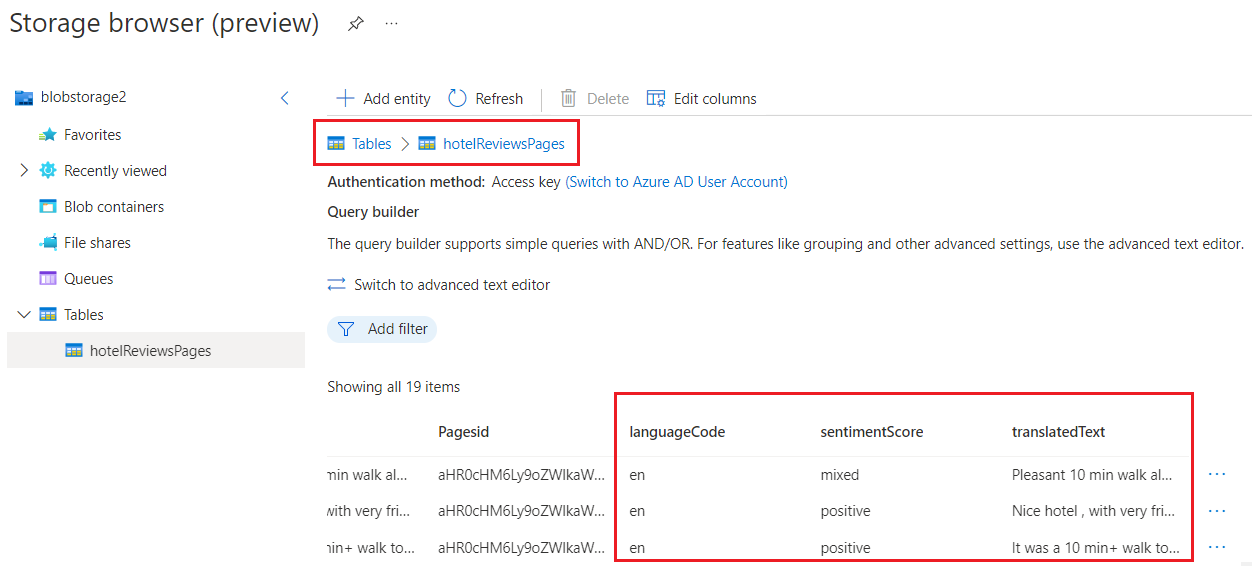 Storage browser (preview)
blobstorage2
Favorites
Recently viewed
Blob containers
File shares
Queues
Tables
hotelReviewsPages
Add entity Refresh Delete Edit columns
Tables > hotelReviewsPages
Authentication method: Access key (Switch to Azure AD User Account)
Query builder
The query builder supports simple queries with AND/OR. For features like grouping and other advanced settings, use the advanced text editor.
Switch to advanced text editor
Add filter
Showing all 19 items
Pagesid languageCode sentimentScore translatedText
min walk al... aHR0cHM6Ly9oZWlkaW... en mixed Pleasant 10 min walk al... ...
with very fri... aHR0cHM6Ly9oZWlkaW... en positive Nice hotel , with very fri... ...
min+ walk to... aHR0cHM6Ly9oZWlkaW... en positive It was a 10 min+ walk to... ...